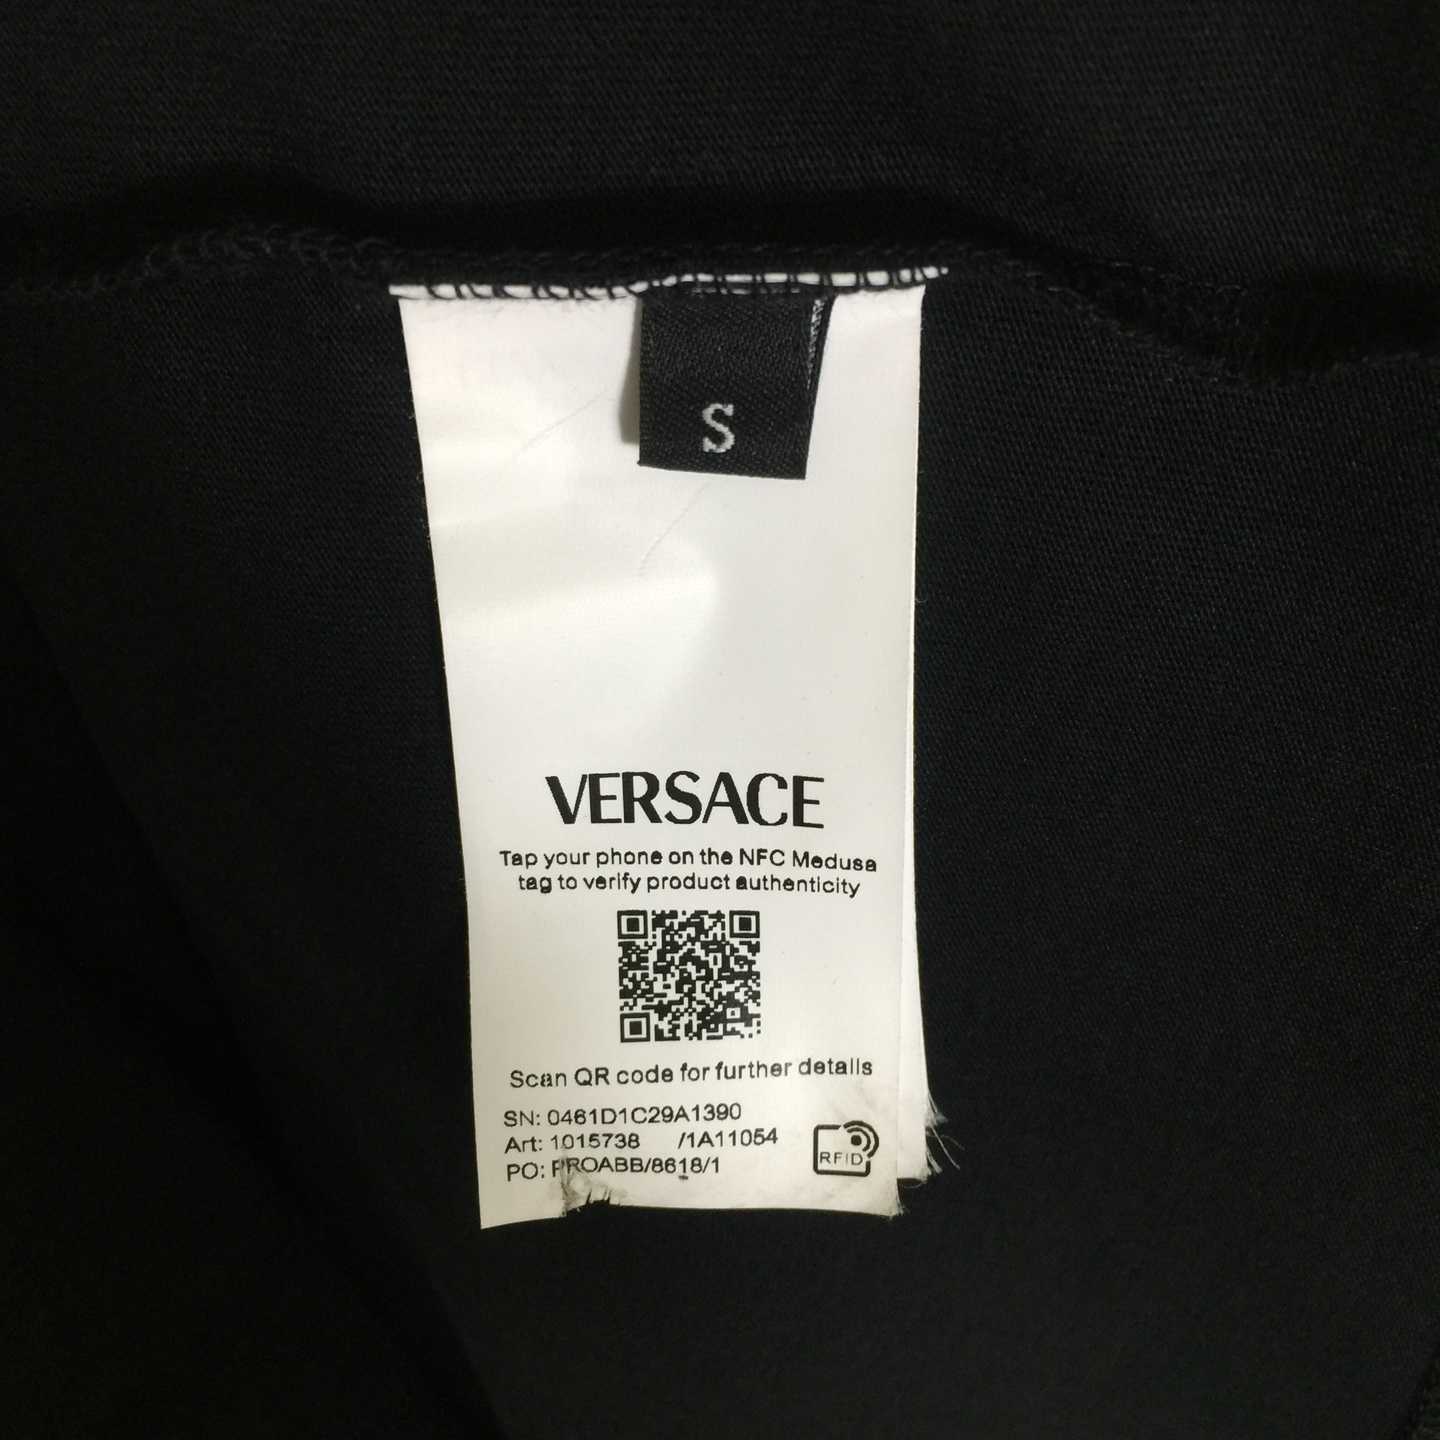 S
VERSACE
Tap your phone on the NFC Medusa
tag to verify product authenticity
Scan QR code for further details
SN: 0461D1C29A1390
Art: 1015738 /1A11054
PO: PROABB/8618/1
RFID